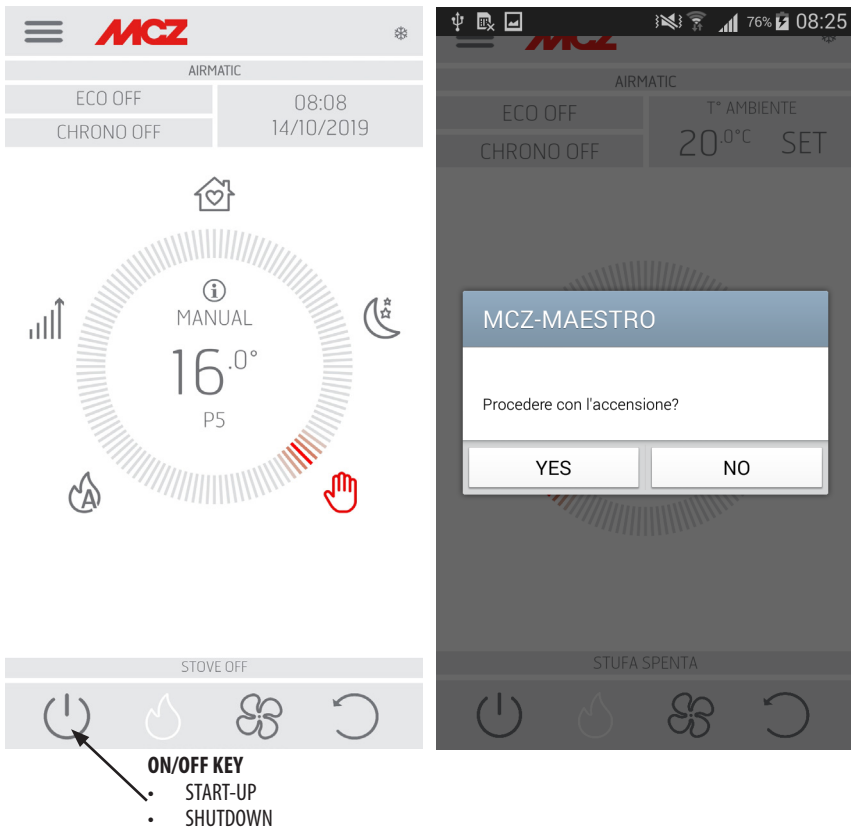 MCZ
AIRMATIC
ECO OFF
CHRONO OFF
08:08
14/10/2019
MANUAL
16.0°
P5
A
STOVE OFF
ON/OFF KEY
• START-UP
• SHUTDOWN
76% 08:25
MCZ
AIRMATIC
ECO OFF
CHRONO OFF
T° AMBIENTE
20.0°C SET
MCZ-MAESTRO
Procedere con l'accensione?
YES NO
STUFA SPENTA